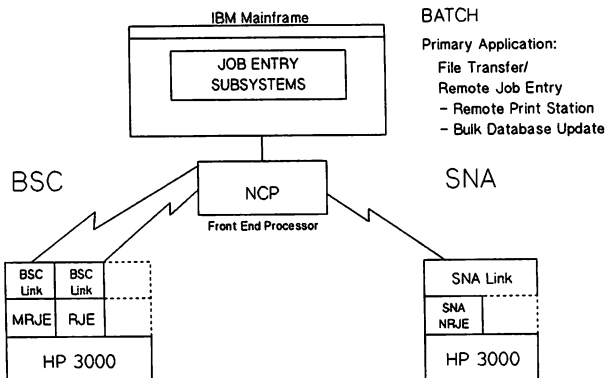 IBM Mainframe
JOB ENTRY
SUBSYSTEMS
BATCH
Primary Application:
File Transfer/
Remote Job Entry
- Remote Print Station
- Bulk Database Update
BSC
NCP
Front End Processor
SNA
BSC
Link
BSC
Link
MRJE
RJE
HP 3000
SNA Link
SNA
NRJE
HP 3000